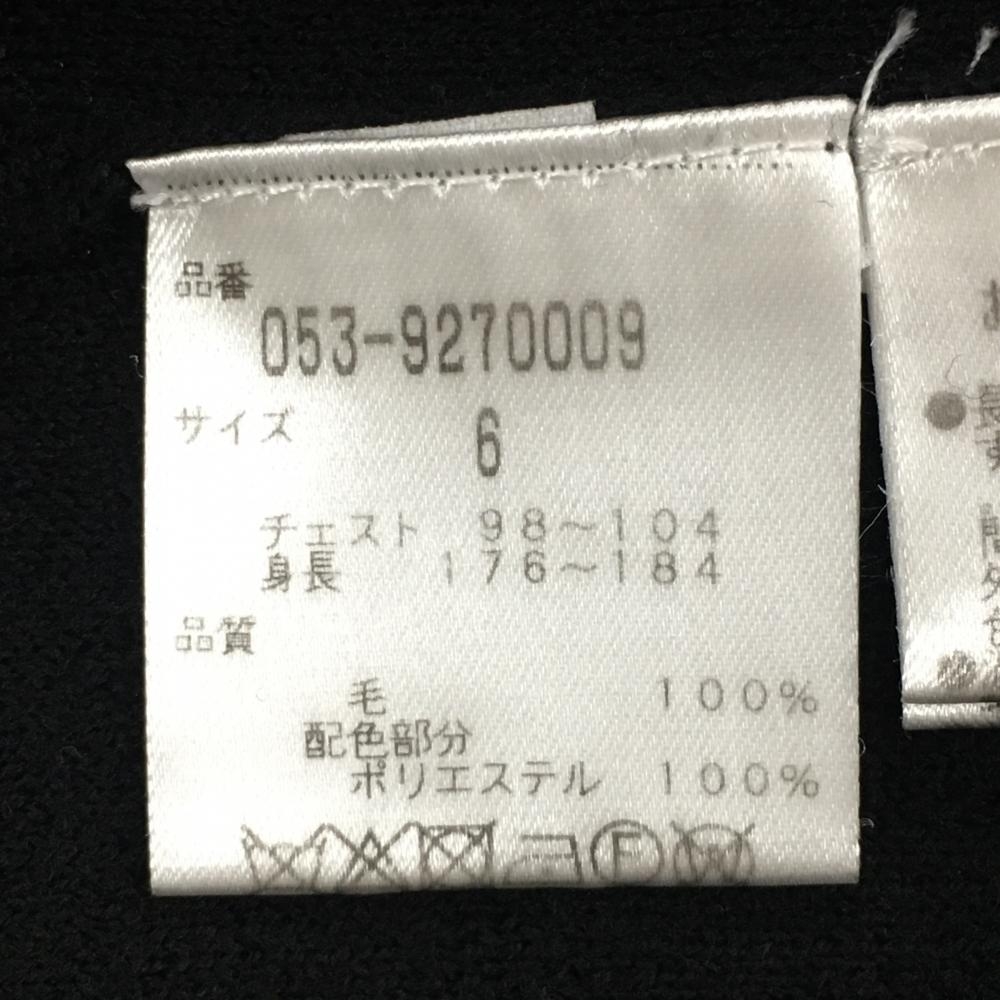 品番
053-9270009
サイズ 6
チェスト 98~104
身長 176~184
品質
毛 100%
配色部分
ポリエステル 100%
F
W